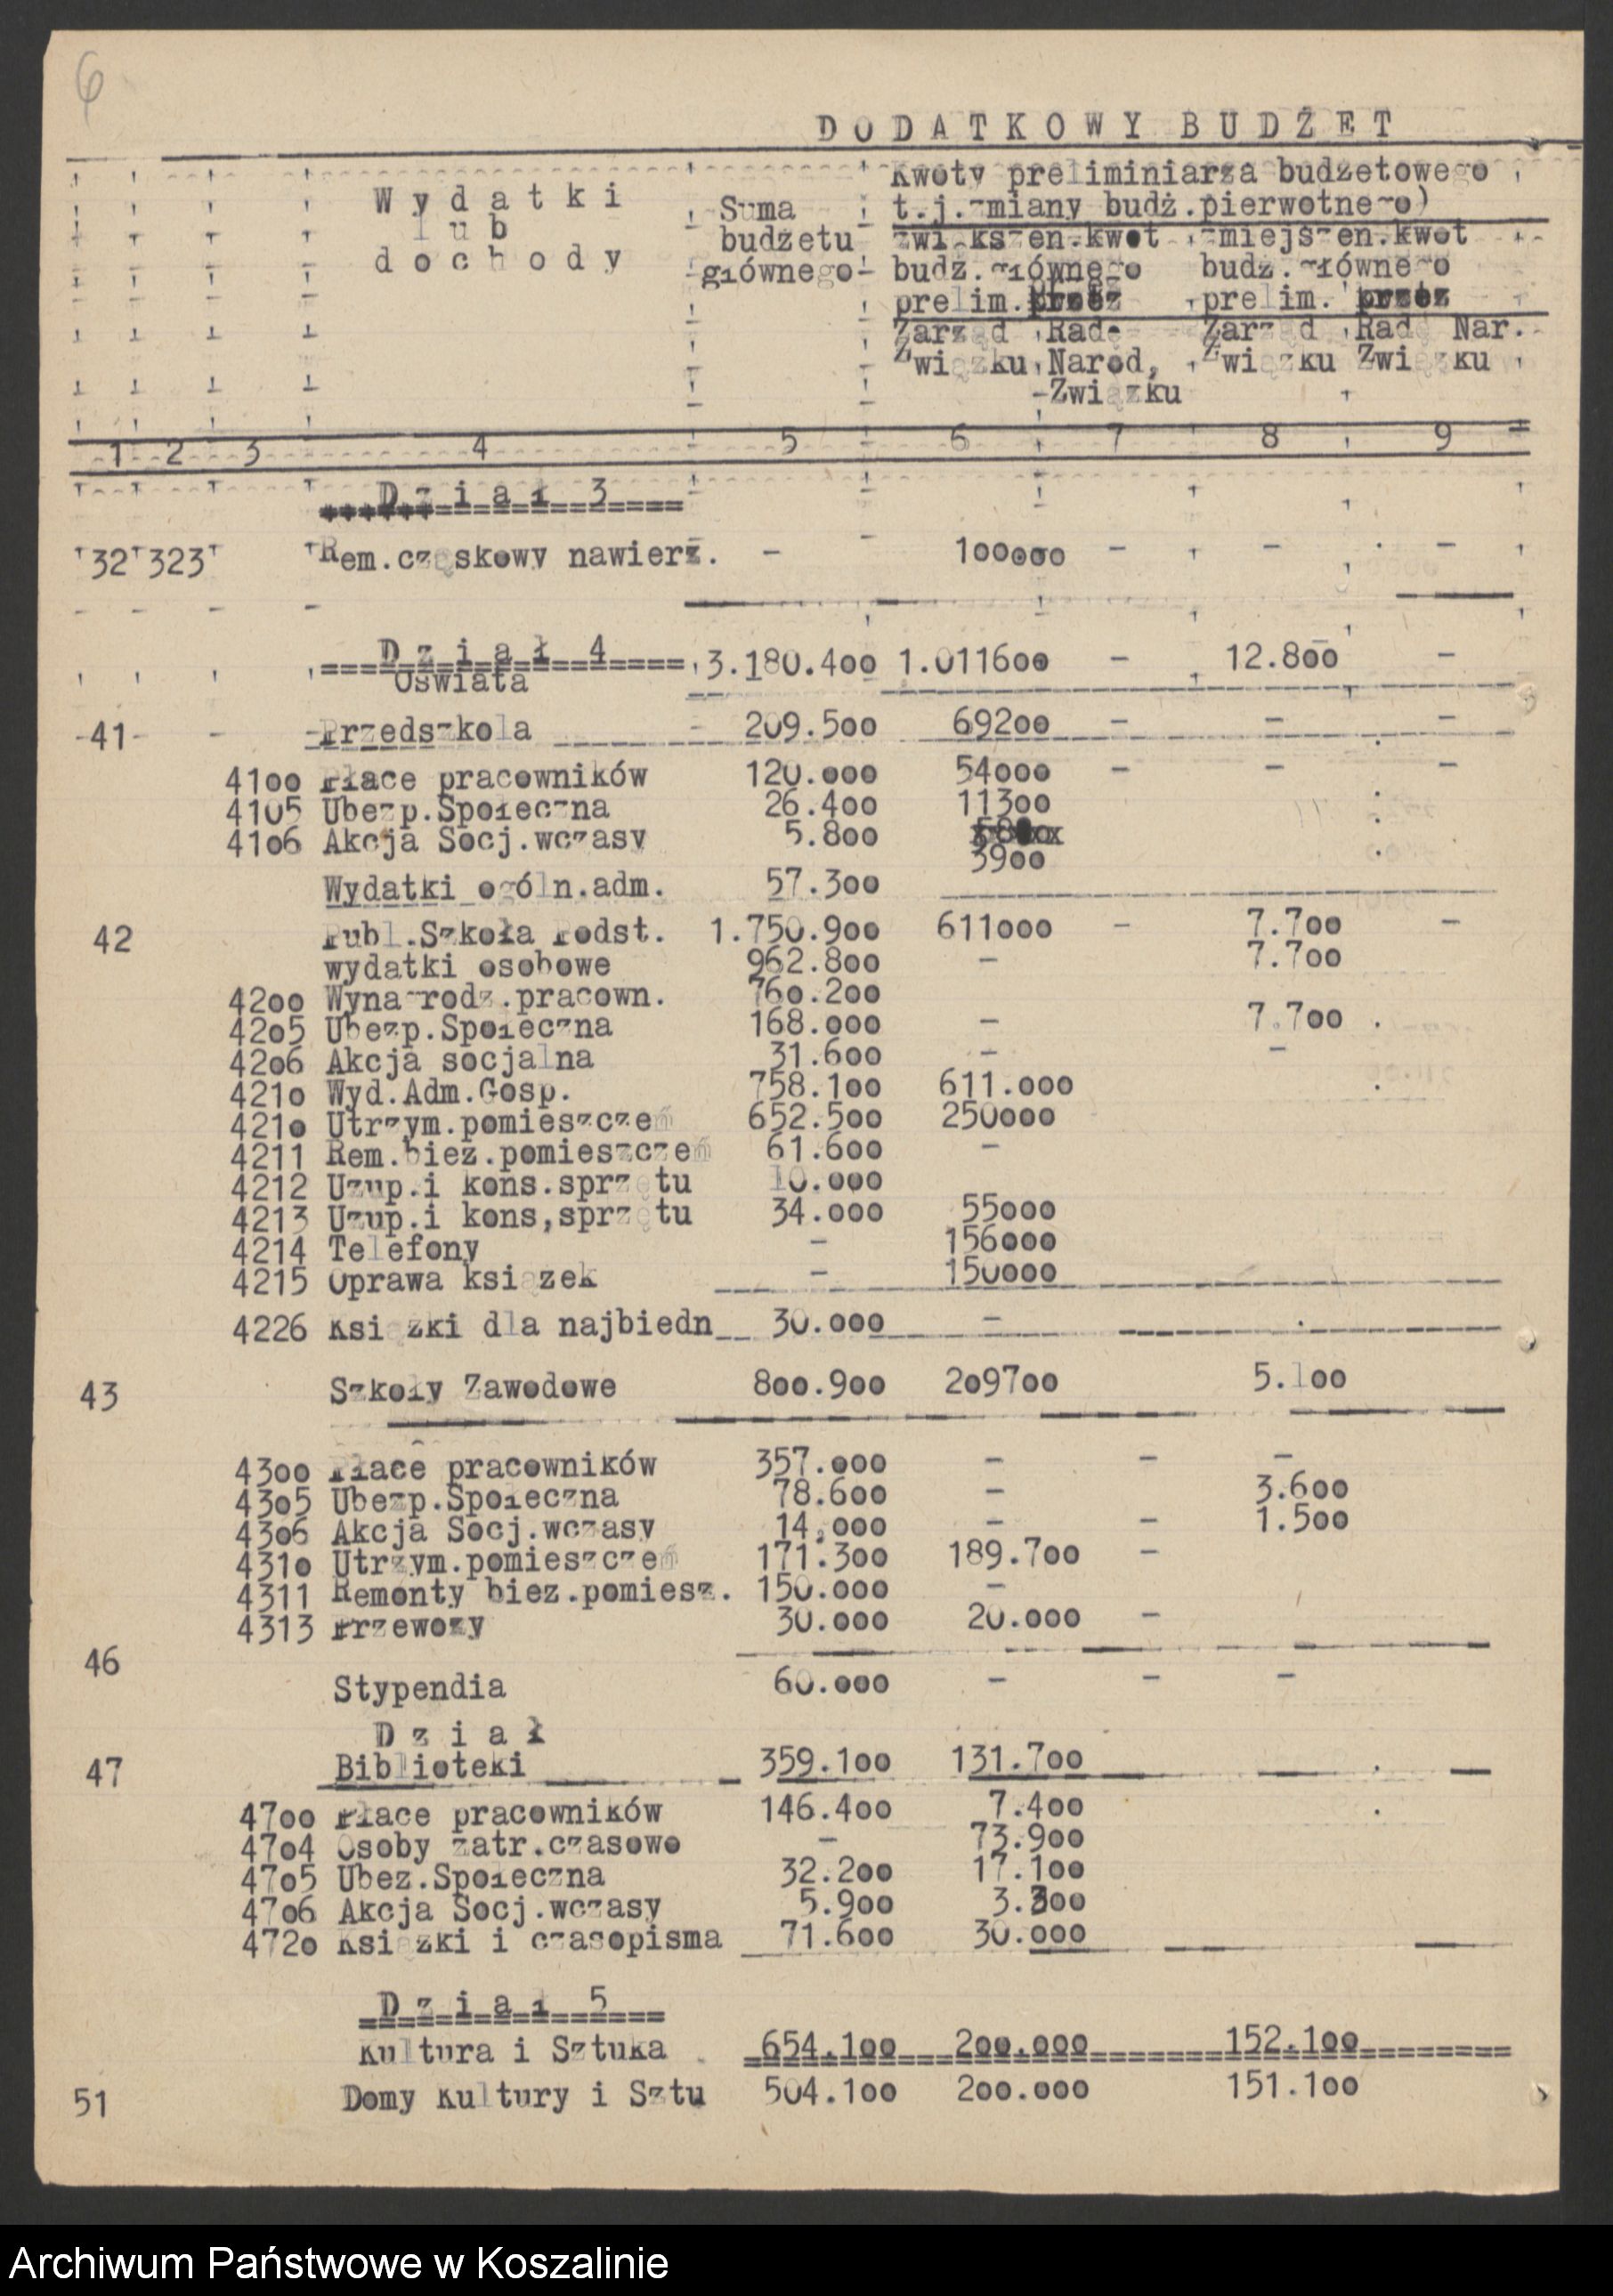 6
DODATKOWY BUDŻET
Wydatki lub dochody
Suma budżetu głównego
Kwoty preliminiarza budżetowego
t.j.zmiany budż.pierwotnego)
zwiększen.kwot zmiejszen.kwot
budż.głównego budż.głównego
prelim.przez prelim. przez
Zarząd Radę Zarząd Radę Nar.
Związku Narod, Związku Związku
Związku
1 2 3 4 5 6 7 8 9
Dział 3
32 323 Rem.cząskowy nawierz. - 100000 - - -
Dział 4 3.180.400 1.011600 - 12.800 -
Oświata
41 Przedszkola 209.500 69200 - - -
4100 Płace pracowników 120.000 54000 - - -
4105 Ubezp.Społeczna 26.400 11300
4106 Akcja Socj.wczasy 5.800
3900
Wydatki ogóln.adm. 57.300
42 Publ.Szkoła Podst. 1.750.900 611000 - 7.700 -
wydatki osobowe 962.800 - 7.700
4200 Wynagrodz.pracown. 760.200
4205 Ubezp.Społeczna 168.000 - 7.700
4206 Akcja socjalna 31.600 - -
4210 Wyd.Adm.Gosp. 758.100 611.000
4210 Utrzym.pomieszczeń 652.500 250000
4211 Rem.bież.pomieszczeń 61.600 -
4212 Uzup.i kons.sprzętu 10.000
4213 Uzup.i kons,sprzętu 34.000 55000
4214 Telefony - 156000
4215 Oprawa książek - 150000
4226 Książki dla najbiedn 30.000 -
43 Szkoły Zawodowe 800.900 209700 5.100
4300 Płace pracowników 357.000 - - -
4305 Ubezp.Społeczna 78.600 - 3.600
4306 Akcja Socj.wczasy 14,000 - - 1.500
4310 Utrzym.pomieszczeń 171.300 189.700 -
4311 Remonty bież.pomiesz. 150.000 -
4313 Przewozy 30.000 20.000 -
46
Stypendia 60.000 - - -
Dział
47 Biblioteki 359.100 131.700
4700 Płace pracowników 146.400 7.400
4704 Osoby zatr.czasowo - 73.900
4705 Ubez.Społeczna 32.200 17.100
4706 Akcja Socj.wczasy 5.900 3.300
4720 Książki i czasopisma 71.600 30.000
Dział 5
Kultura i Sztuka 654.100 200.000 152.100
51 Domy Kultury i Sztu 504.100 200.000 151.100
Archiwum Państwowe w Koszalinie